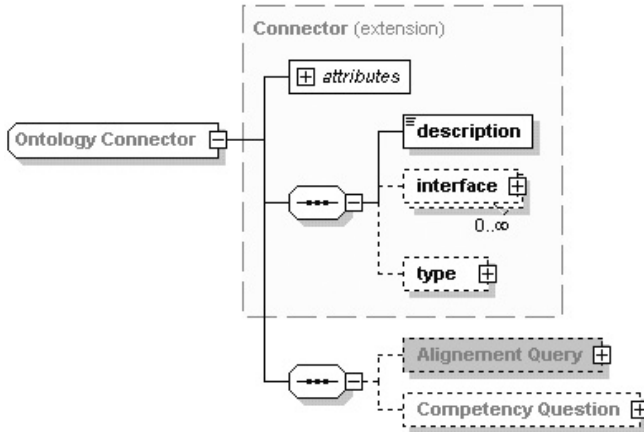 Connector (extension)
attributes
Ontology Connector
description
interface
0..∞
type
Alignement Query
Competency Question